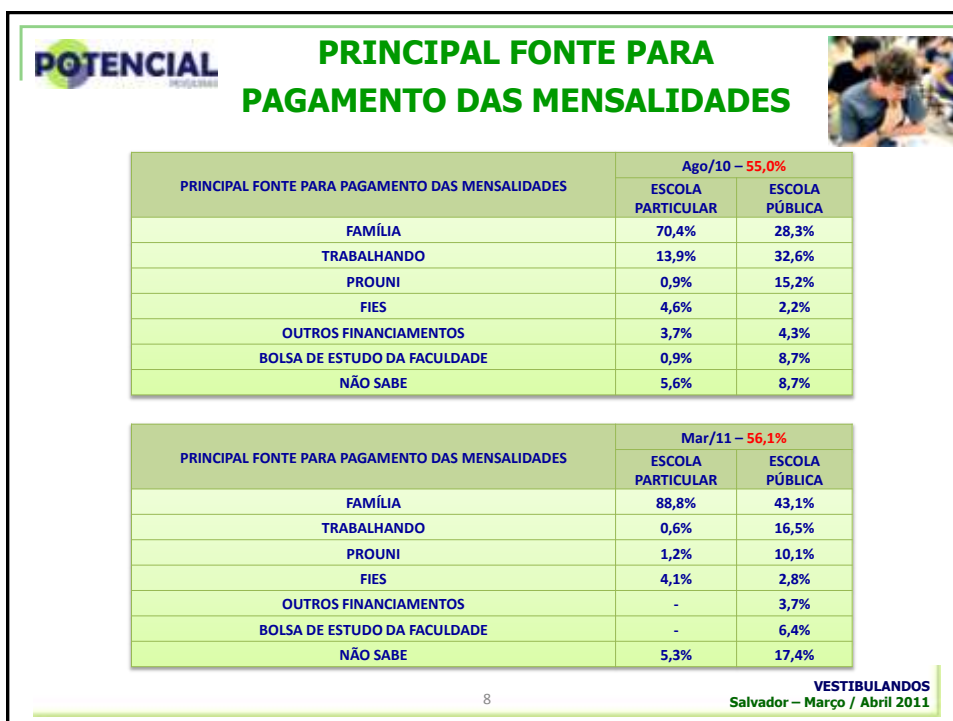 POTENCIAL
PESQUISAS
PRINCIPAL FONTE PARA
PAGAMENTO DAS MENSALIDADES
PRINCIPAL FONTE PARA PAGAMENTO DAS MENSALIDADES
Ago/10 – 55,0%
ESCOLA PARTICULAR ESCOLA PÚBLICA
FAMÍLIA 70,4% 28,3%
TRABALHANDO 13,9% 32,6%
PROUNI 0,9% 15,2%
FIES 4,6% 2,2%
OUTROS FINANCIAMENTOS 3,7% 4,3%
BOLSA DE ESTUDO DA FACULDADE 0,9% 8,7%
NÃO SABE 5,6% 8,7%
PRINCIPAL FONTE PARA PAGAMENTO DAS MENSALIDADES
Mar/11 – 56,1%
ESCOLA PARTICULAR ESCOLA PÚBLICA
FAMÍLIA 88,8% 43,1%
TRABALHANDO 0,6% 16,5%
PROUNI 1,2% 10,1%
FIES 4,1% 2,8%
OUTROS FINANCIAMENTOS - 3,7%
BOLSA DE ESTUDO DA FACULDADE - 6,4%
NÃO SABE 5,3% 17,4%
8
VESTIBULANDOS
Salvador – Março / Abril 2011